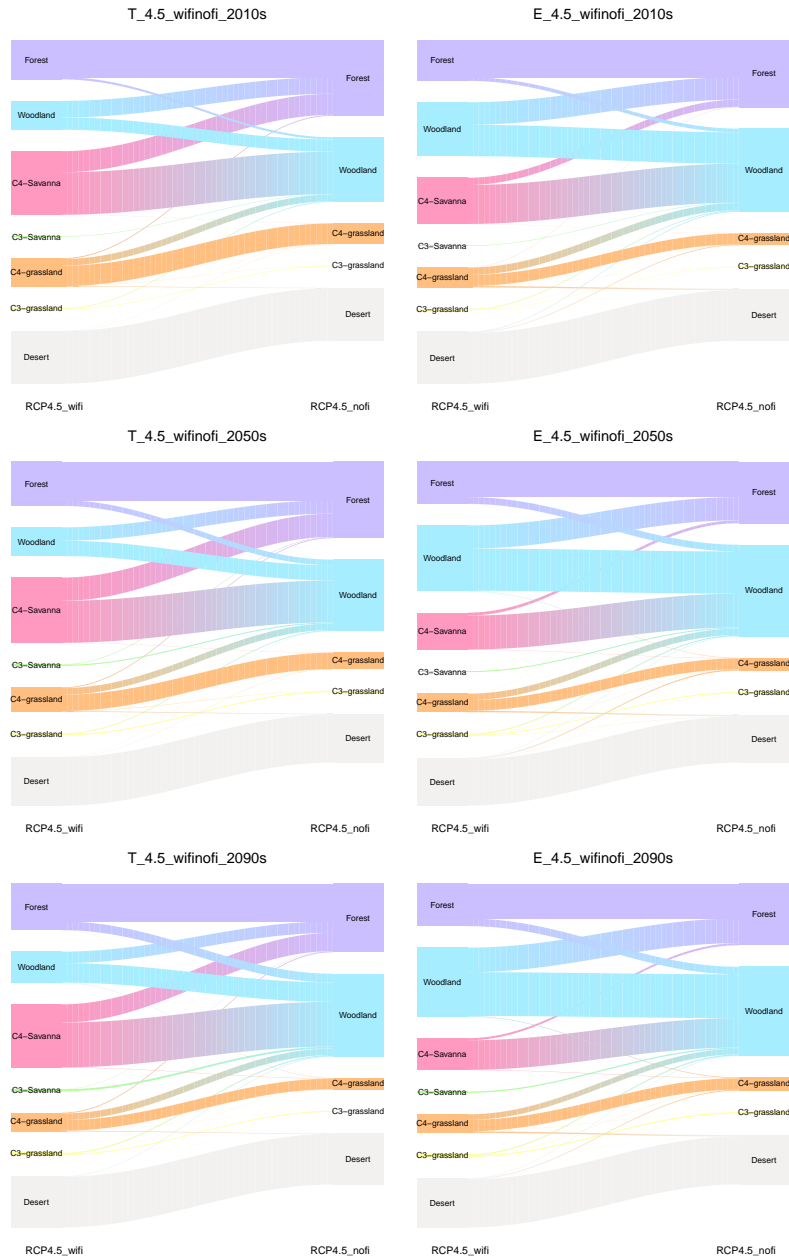 T_4.5_wifinofi_2010s
Forest
Woodland
C4−Savanna
C3−Savanna
C4−grassland
C3−grassland
Desert
Forest
Woodland
C4−grassland
C3−grassland
Desert
RCP4.5_wifi
RCP4.5_nofi
E_4.5_wifinofi_2010s
Forest
Woodland
C4−Savanna
C3−Savanna
C4−grassland
C3−grassland
Desert
Forest
Woodland
C4−grassland
C3−grassland
Desert
RCP4.5_wifi
RCP4.5_nofi
T_4.5_wifinofi_2050s
Forest
Woodland
C4−Savanna
C3−Savanna
C4−grassland
C3−grassland
Desert
Forest
Woodland
C4−grassland
C3−grassland
Desert
RCP4.5_wifi
RCP4.5_nofi
E_4.5_wifinofi_2050s
Forest
Woodland
C4−Savanna
C3−Savanna
C4−grassland
C3−grassland
Desert
Forest
Woodland
C4−grassland
C3−grassland
Desert
RCP4.5_wifi
RCP4.5_nofi
T_4.5_wifinofi_2090s
Forest
Woodland
C4−Savanna
C3−Savanna
C4−grassland
C3−grassland
Desert
Forest
Woodland
C4−grassland
C3−grassland
Desert
RCP4.5_wifi
RCP4.5_nofi
E_4.5_wifinofi_2090s
Forest
Woodland
C4−Savanna
C3−Savanna
C4−grassland
C3−grassland
Desert
Forest
Woodland
C4−grassland
C3−grassland
Desert
RCP4.5_wifi
RCP4.5_nofi